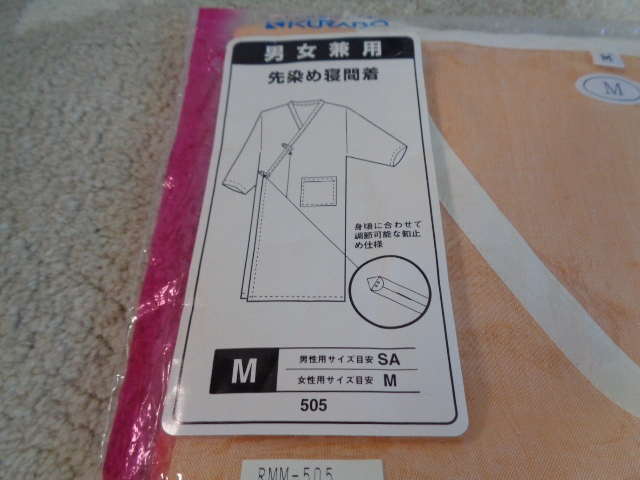 KURABO
男女兼用
先染め寝間着
M
M
身頃に合わせて
調節可能な釦止
め仕様
M 男性用サイズ目安 SA
女性用サイズ目安 M
505
RMM-505